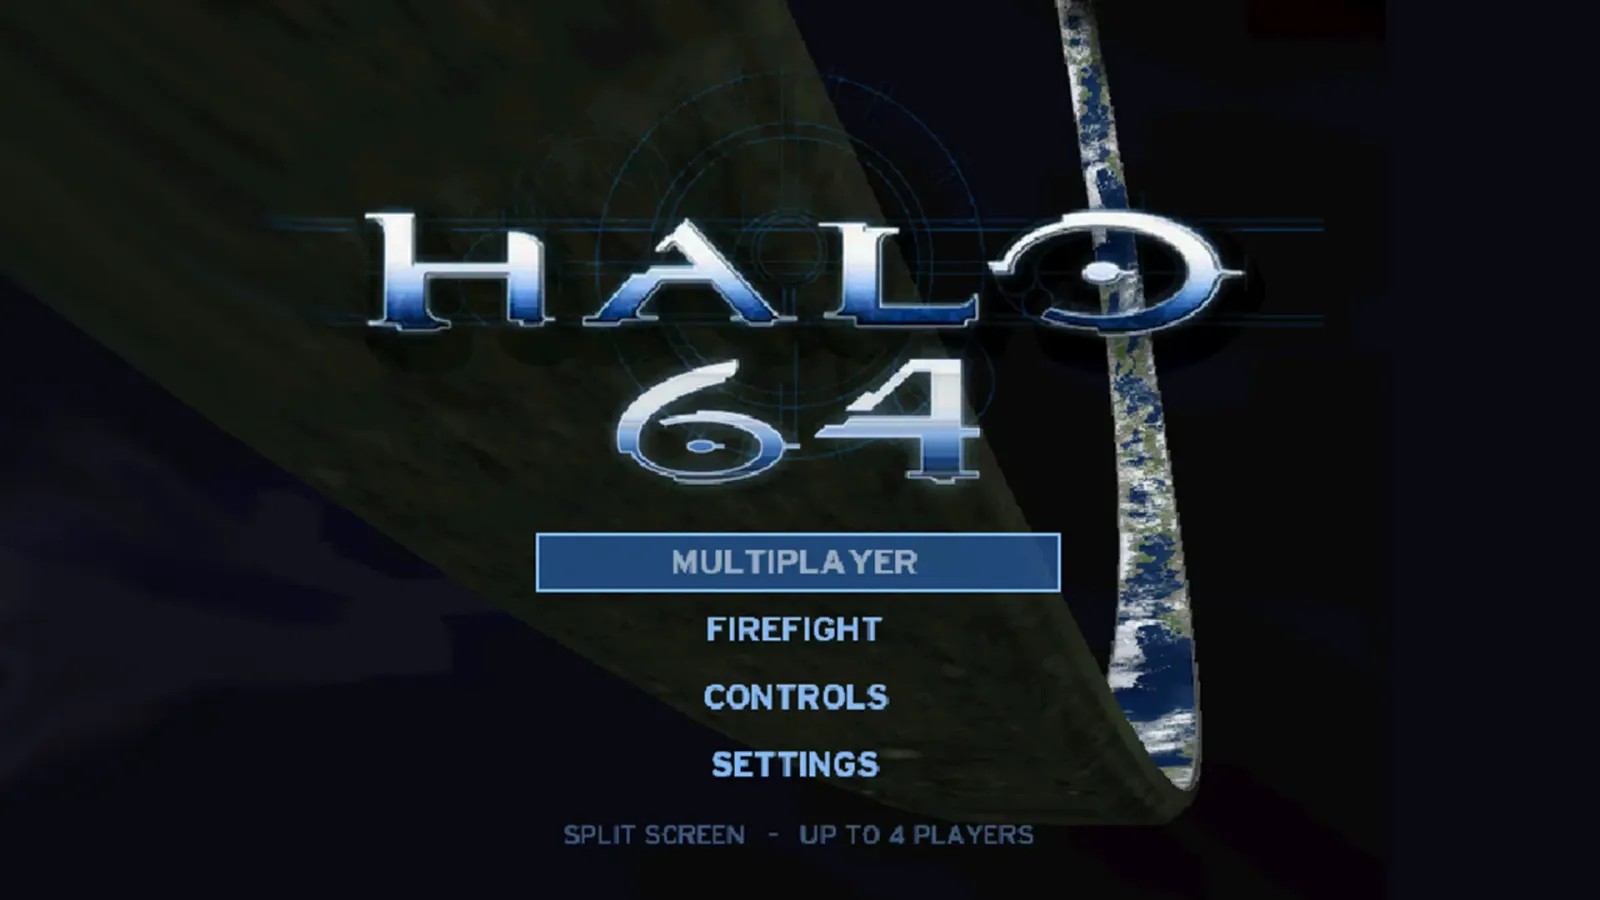 HALO
64
MULTIPLAYER
FIREFIGHT
CONTROLS
SETTINGS
SPLIT SCREEN - UP TO 4 PLAYERS